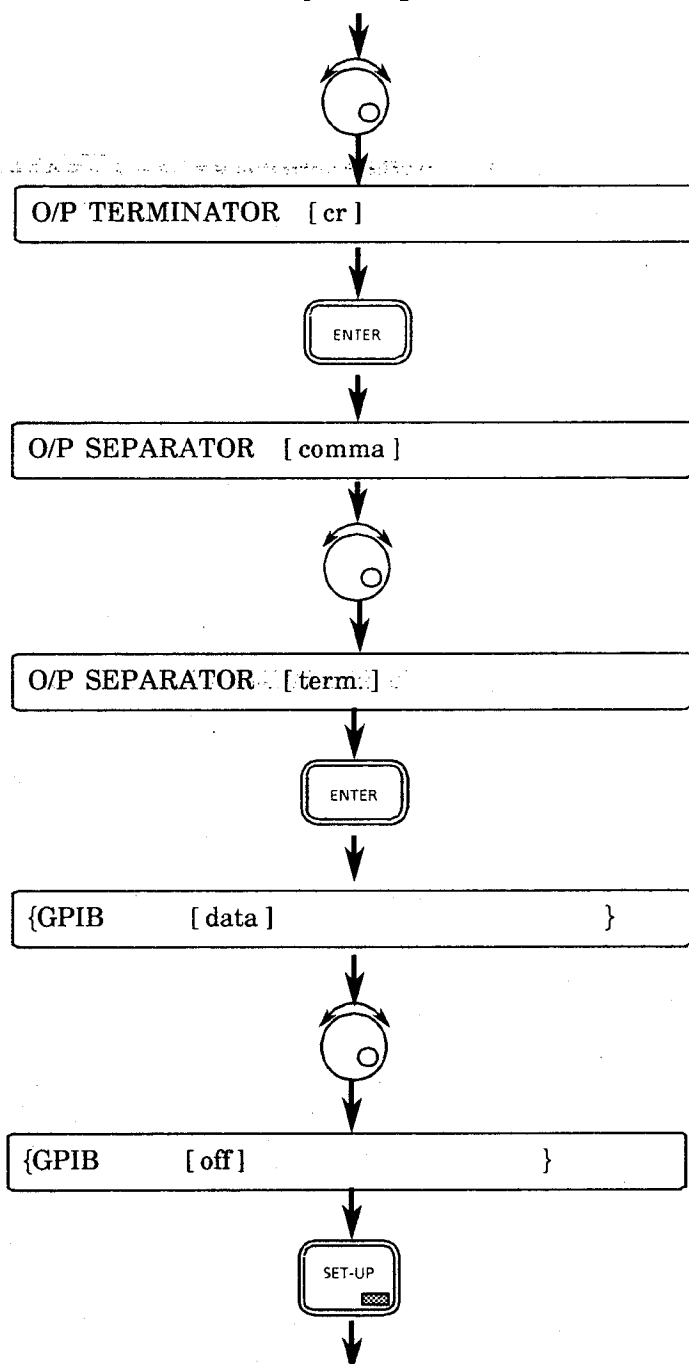 O/P TERMINATOR [ cr ]
ENTER
O/P SEPARATOR [ comma ]
O/P SEPARATOR [ term. ]
ENTER
{GPIB [ data ] }
{GPIB [ off ] }
SET-UP